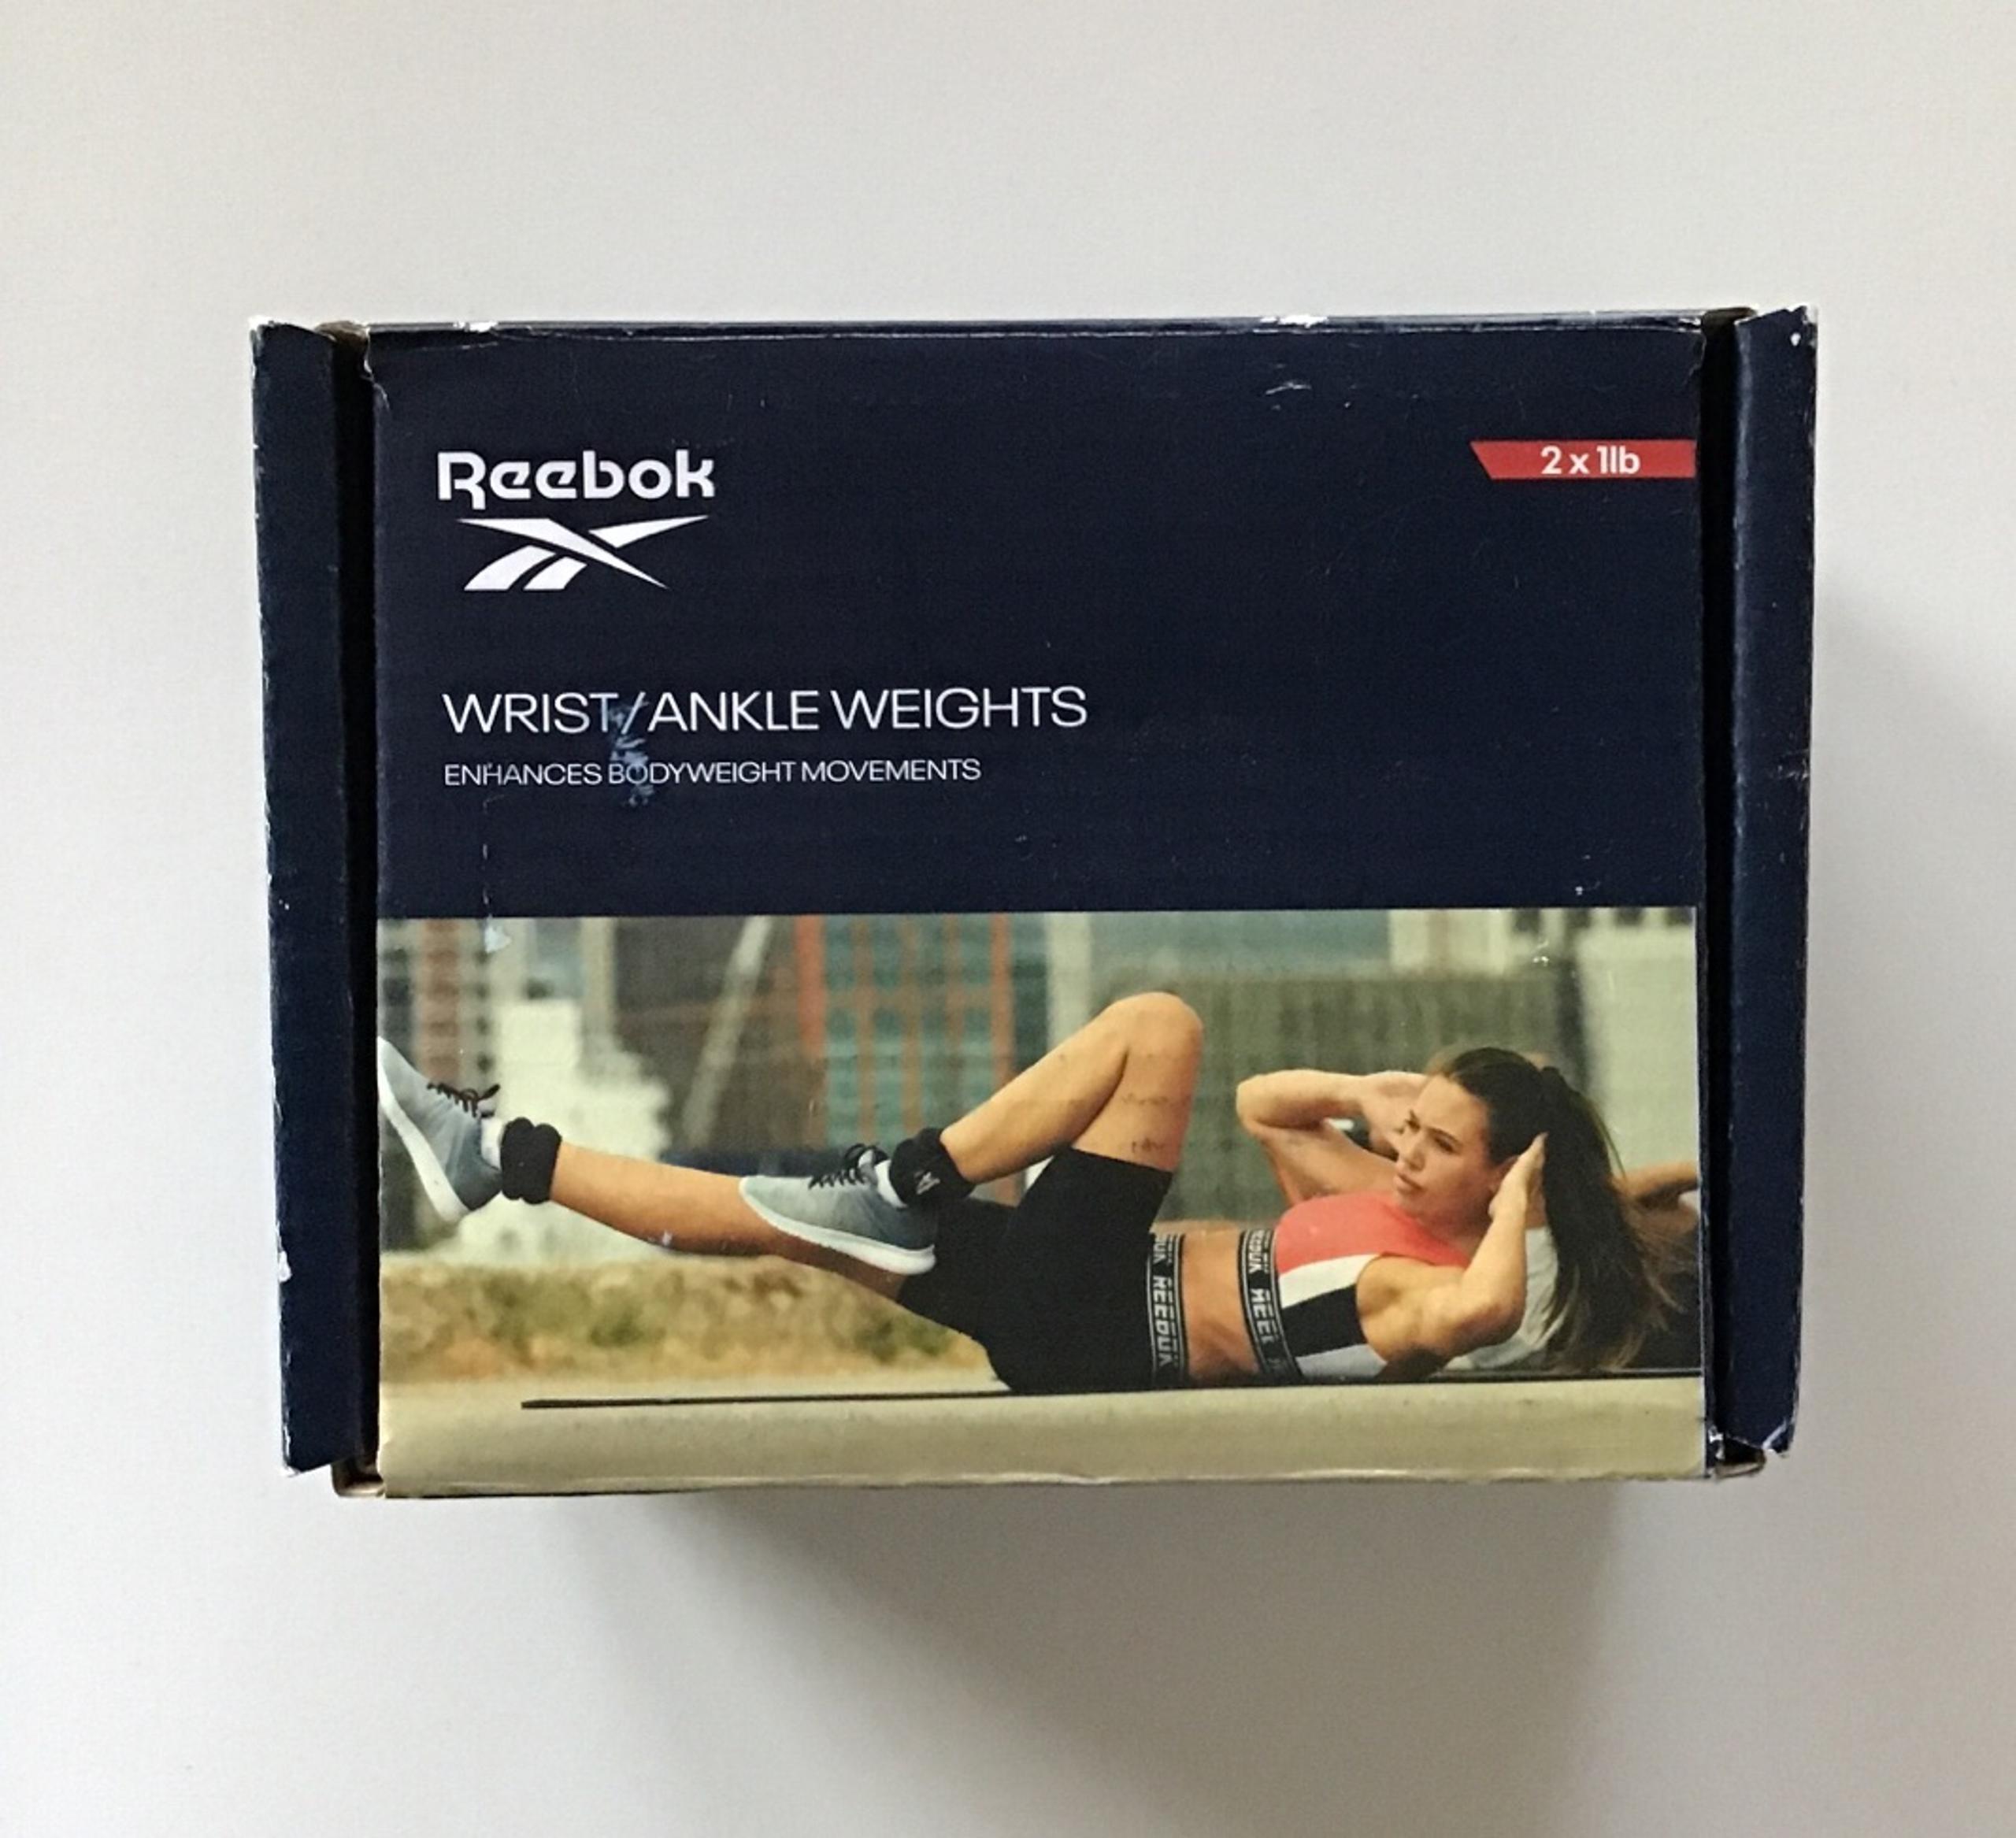 Reebok
2 x 1lb
WRIST/ANKLE WEIGHTS
ENHANCES BODYWEIGHT MOVEMENTS